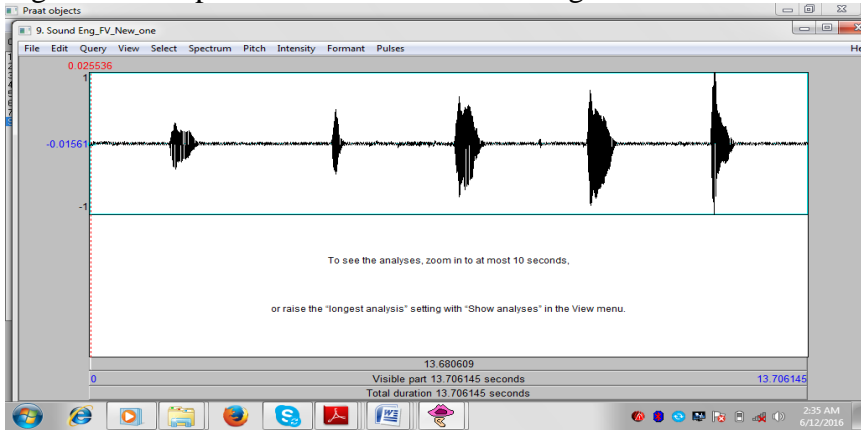 Praat objects
9. Sound Eng_FV_New_one
File Edit Query View Select Spectrum Pitch Intensity Formant Pulses
0.025536
1
-0.01561
-1
To see the analyses, zoom in to at most 10 seconds,
or raise the "longest analysis" setting with "Show analyses" in the View menu.
13.680609
0 Visible part 13.706145 seconds 13.706145
Total duration 13.706145 seconds
2:35 AM
6/12/2016